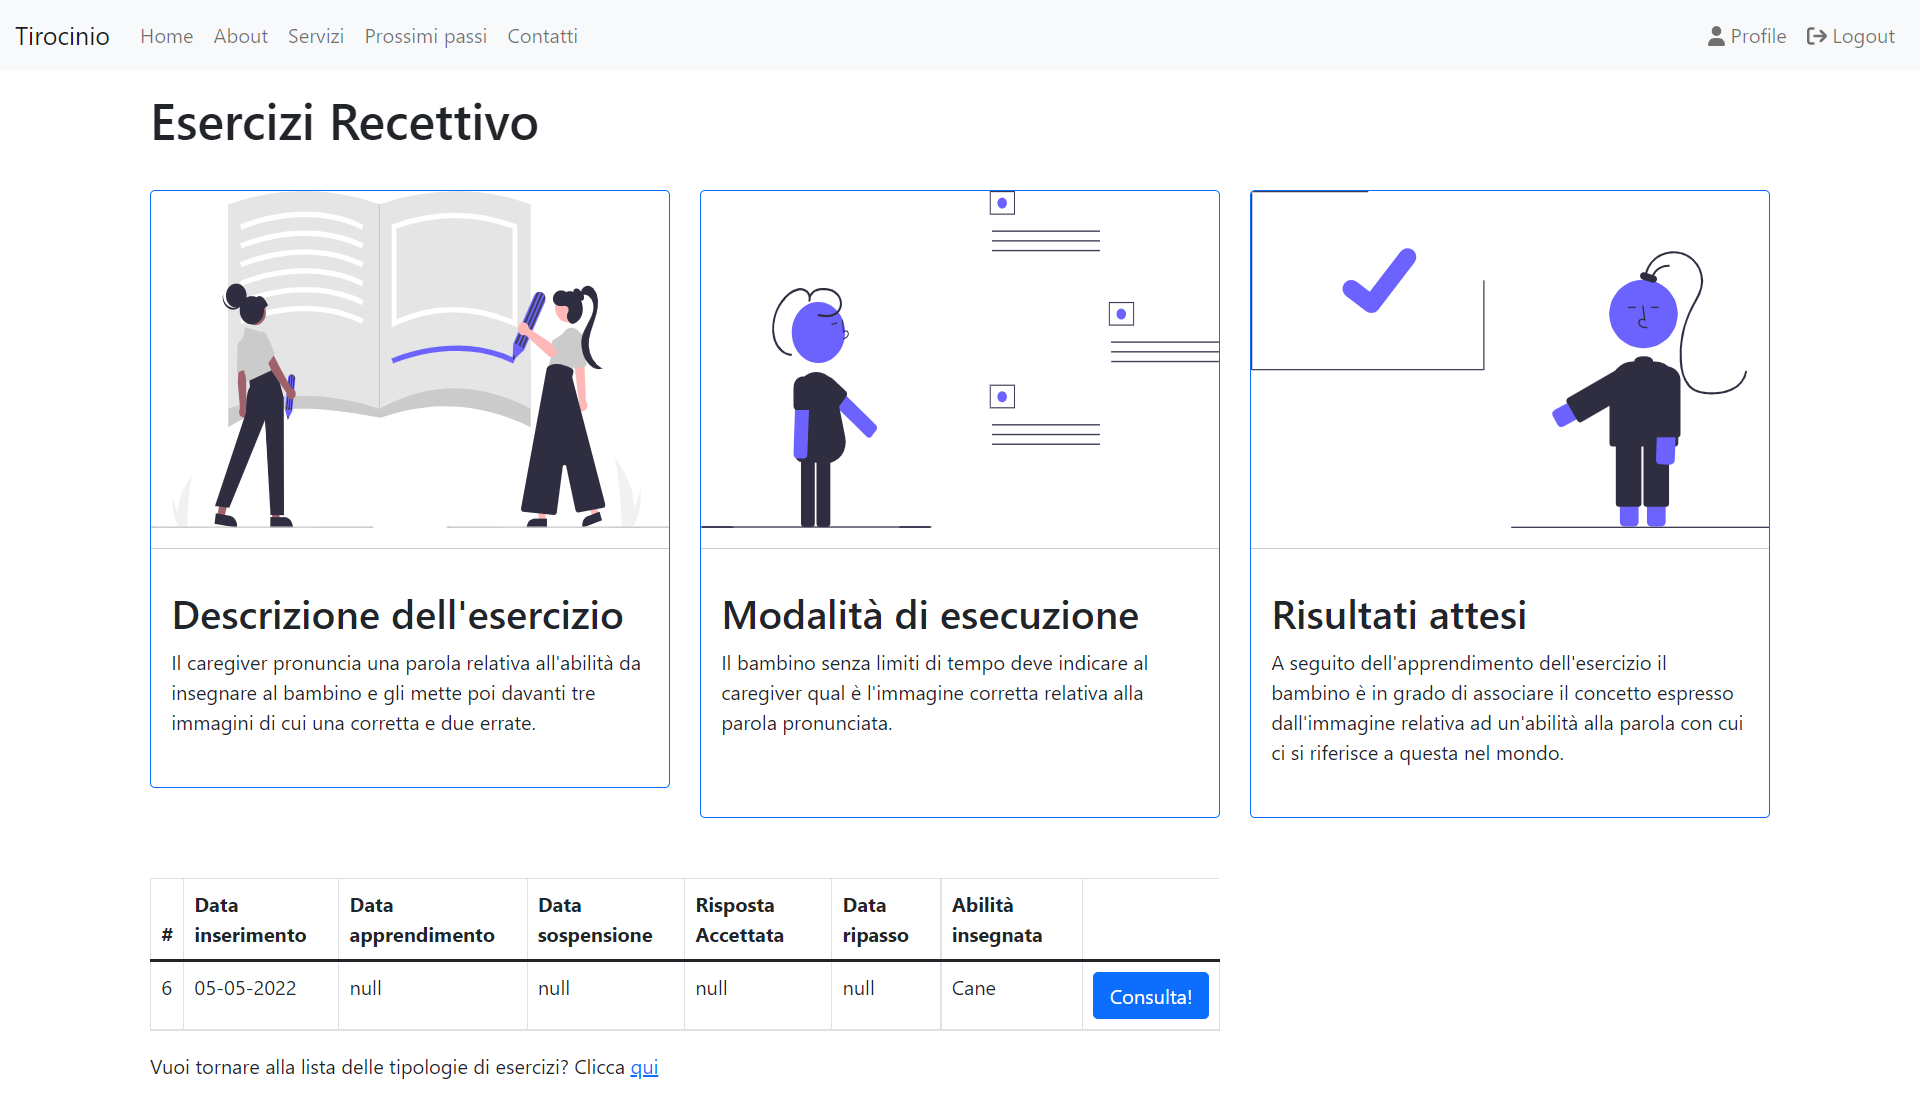 Tirocinio Home About Servizi Prossimi passi Contatti Profile Logout
Esercizi Recettivo
Descrizione dell'esercizio
Il caregiver pronuncia una parola relativa all'abilità da
insegnare al bambino e gli mette poi davanti tre
immagini di cui una corretta e due errate.
Modalità di esecuzione
Il bambino senza limiti di tempo deve indicare al
caregiver qual è l'immagine corretta relativa alla
parola pronunciata.
Risultati attesi
A seguito dell'apprendimento dell'esercizio il
bambino è in grado di associare il concetto espresso
dall'immagine relativa ad un'abilità alla parola con cui
ci si riferisce a questa nel mondo.
# Data inserimento Data apprendimento Data sospensione Risposta Accettata Data ripasso Abilità insegnata
6 05-05-2022 null null null null Cane Consulta!
Vuoi tornare alla lista delle tipologie di esercizi? Clicca qui